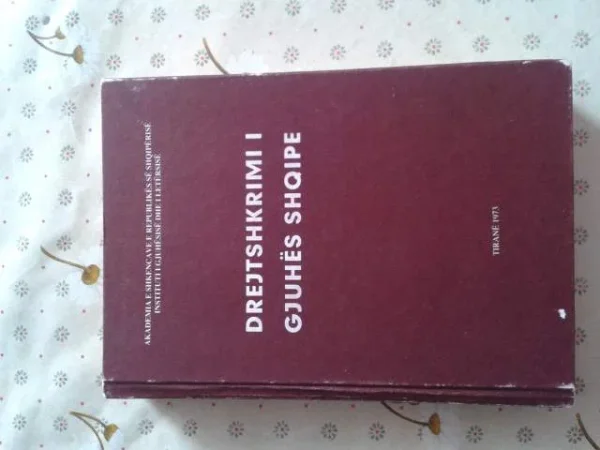 AKADEMIA E SHKENCAVE E REPUBLIKËS SË SHQIPËRISË
INSTITUTI I GJUHËSISË DHE I LETËRSISË
DREJTSHKRIMI I
GJUHËS SHQIPE
TIRANË 1973